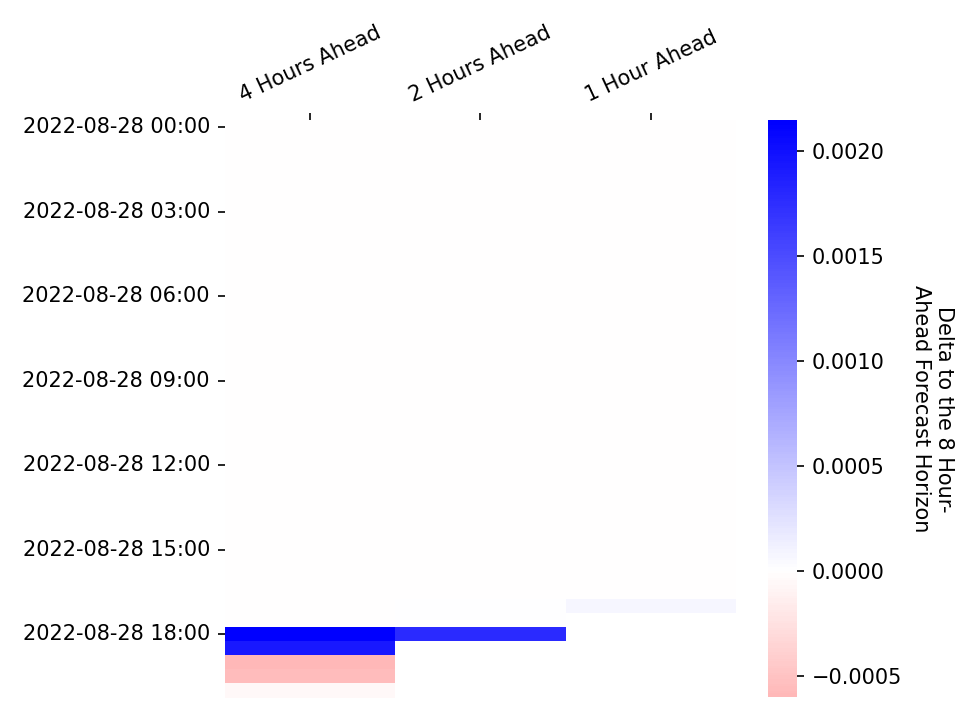 4 Hours Ahead
2 Hours Ahead
1 Hour Ahead
2022-08-28 00:00
2022-08-28 03:00
2022-08-28 06:00
2022-08-28 09:00
2022-08-28 12:00
2022-08-28 15:00
2022-08-28 18:00
0.0020
0.0015
0.0010
0.0005
0.0000
−0.0005
Delta to the 8 Hour-
Ahead Forecast Horizon